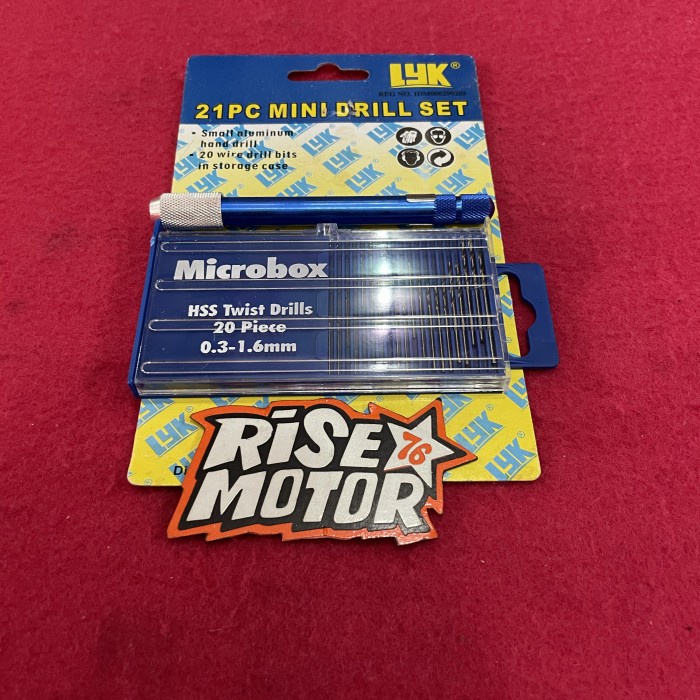 LYK®
21PC MINI DRILL SET
- Small aluminum
hand drill
- 20 wire drill bits
in storage case
Microbox
HSS Twist Drills
20 Piece
0.3-1.6mm
RiSE 76
MOTOR